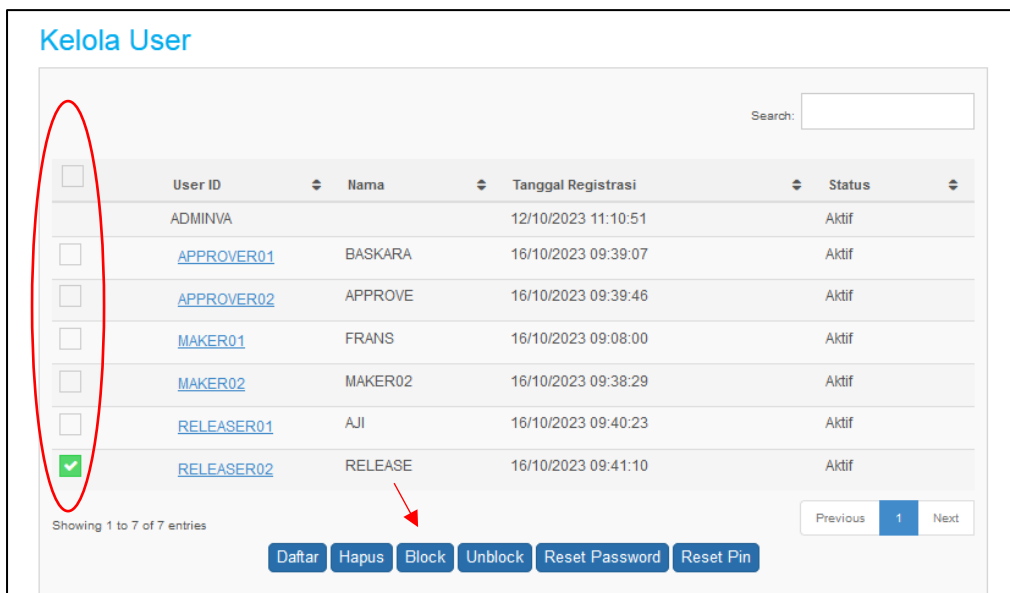 Kelola User
Search:
User ID Nama Tanggal Registrasi Status
ADMINVA 12/10/2023 11:10:51 Aktif
APPROVER01 BASKARA 16/10/2023 09:39:07 Aktif
APPROVER02 APPROVE 16/10/2023 09:39:46 Aktif
MAKER01 FRANS 16/10/2023 09:08:00 Aktif
MAKER02 MAKER02 16/10/2023 09:38:29 Aktif
RELEASER01 AJI 16/10/2023 09:40:23 Aktif
RELEASER02 RELEASE 16/10/2023 09:41:10 Aktif
Showing 1 to 7 of 7 entries Previous 1 Next
Daftar Hapus Block Unblock Reset Password Reset Pin